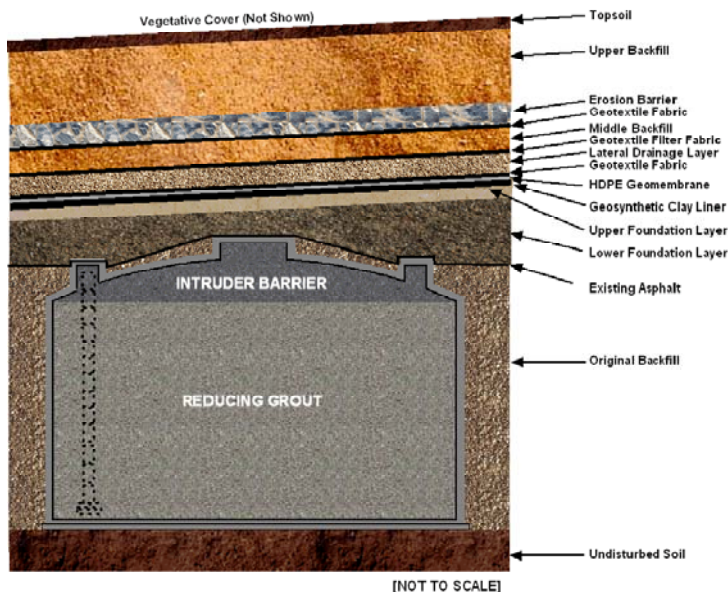 Vegetative Cover (Not Shown)
Topsoil
Upper Backfill
Erosion Barrier
Geotextile Fabric
Middle Backfill
Geotextile Filter Fabric
Lateral Drainage Layer
Geotextile Fabric
HDPE Geomembrane
Geosynthetic Clay Liner
Upper Foundation Layer
Lower Foundation Layer
INTRUDER BARRIER
Existing Asphalt
Original Backfill
REDUCING GROUT
Undisturbed Soil
[NOT TO SCALE]